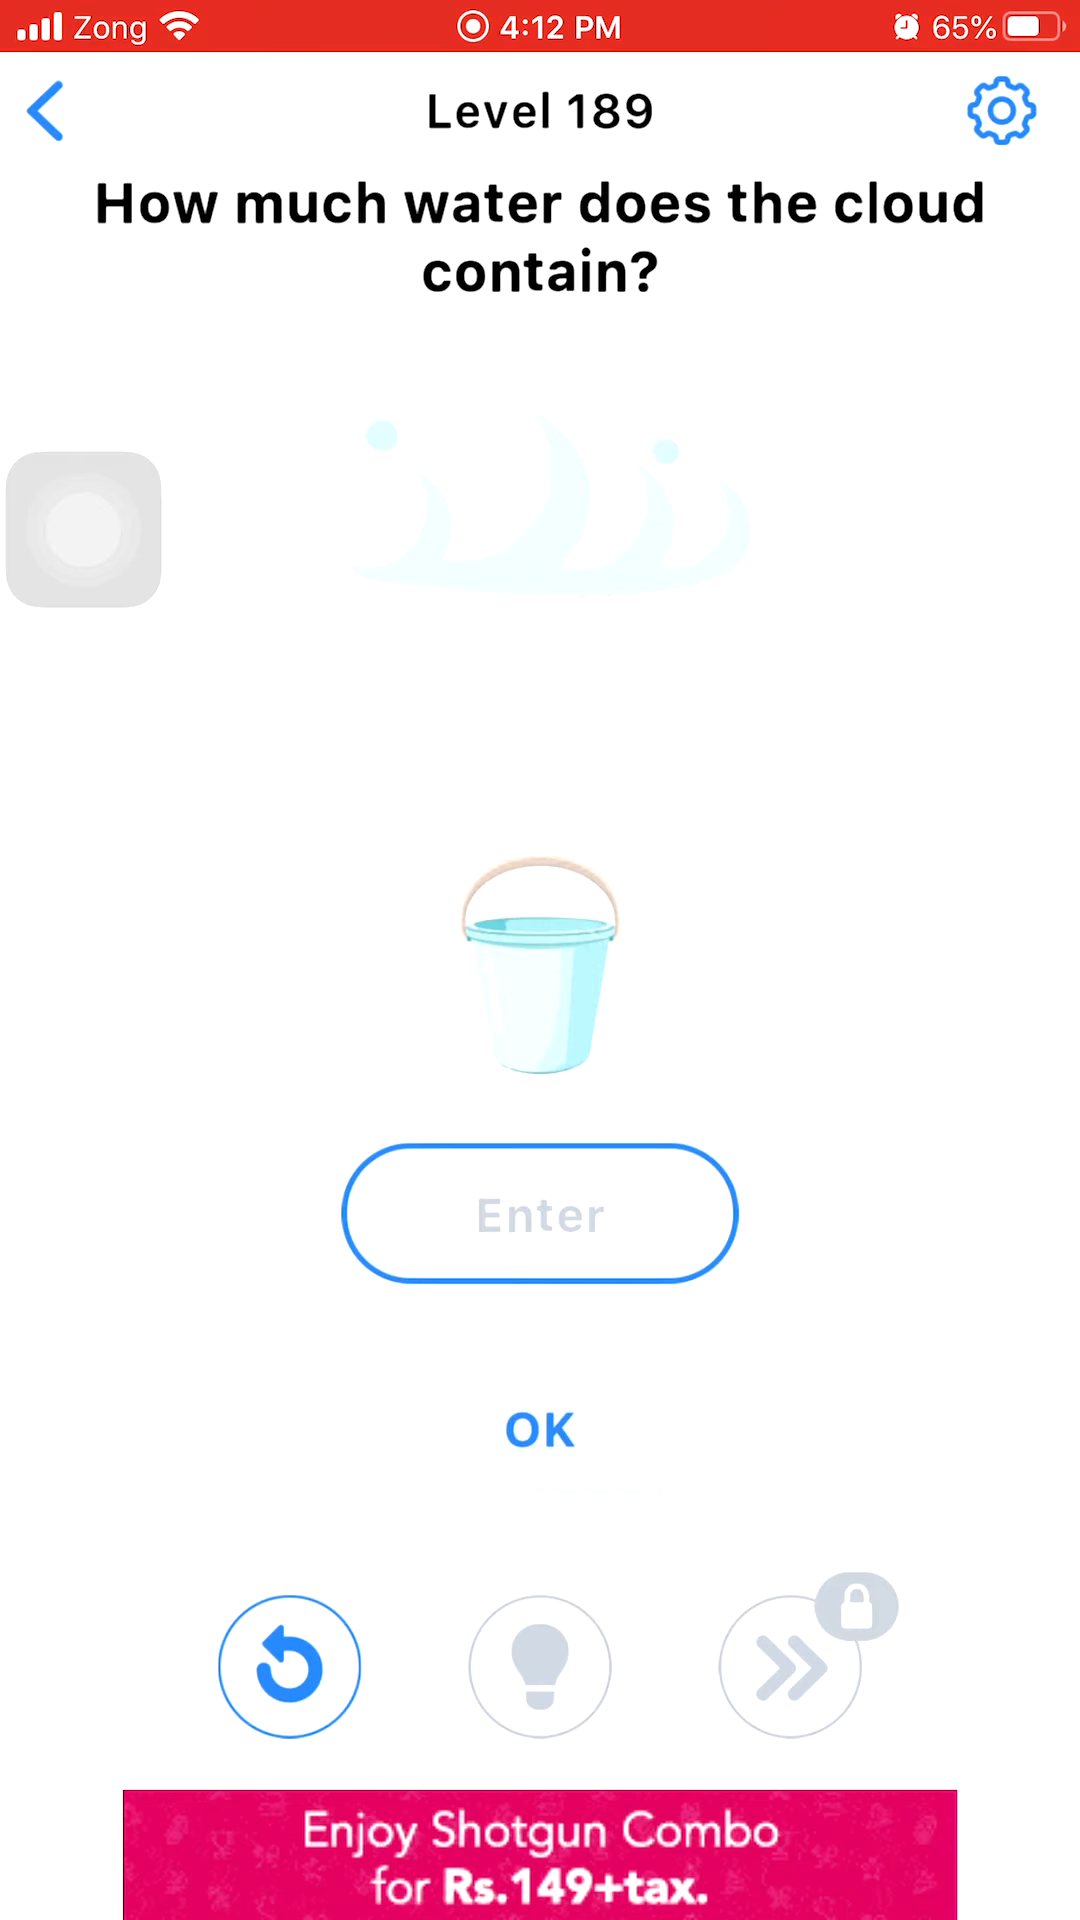 Zong
4:12 PM
65%
Level 189
How much water does the cloud
contain?
Enter
OK
Enjoy Shotgun Combo
for Rs.149+tax.